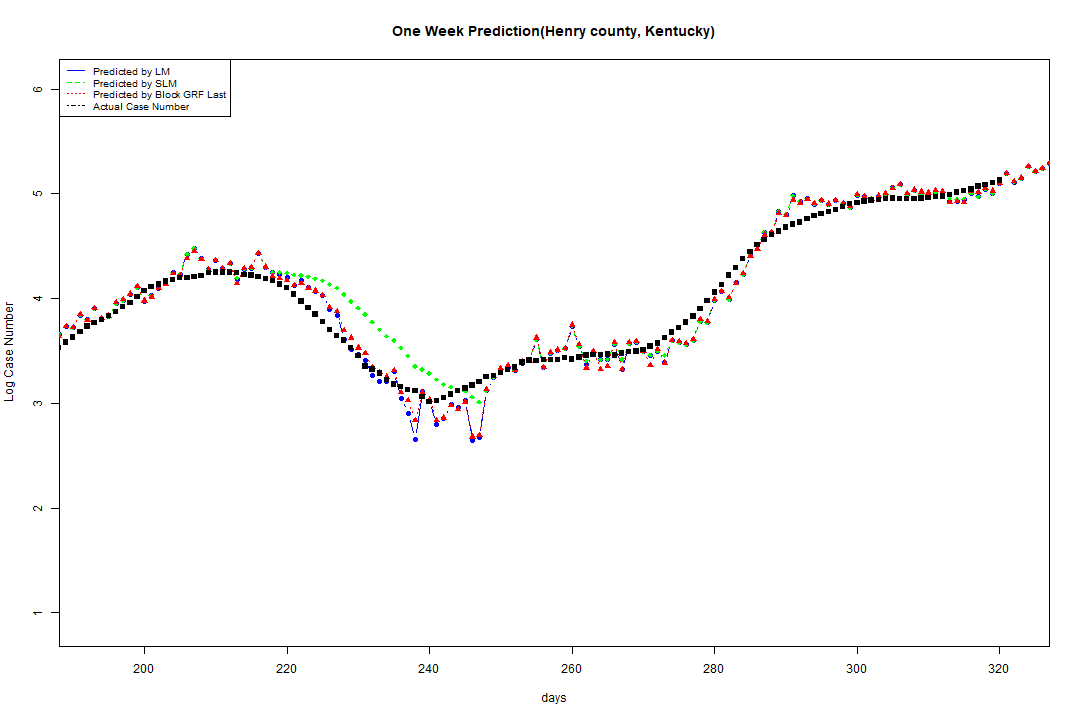 One Week Prediction(Henry county, Kentucky)
Predicted by LM
Predicted by SLM
Predicted by Block GRF Last
Actual Case Number
6
5
4
3
2
1
Log Case Number
200 220 240 260 280 300 320
days